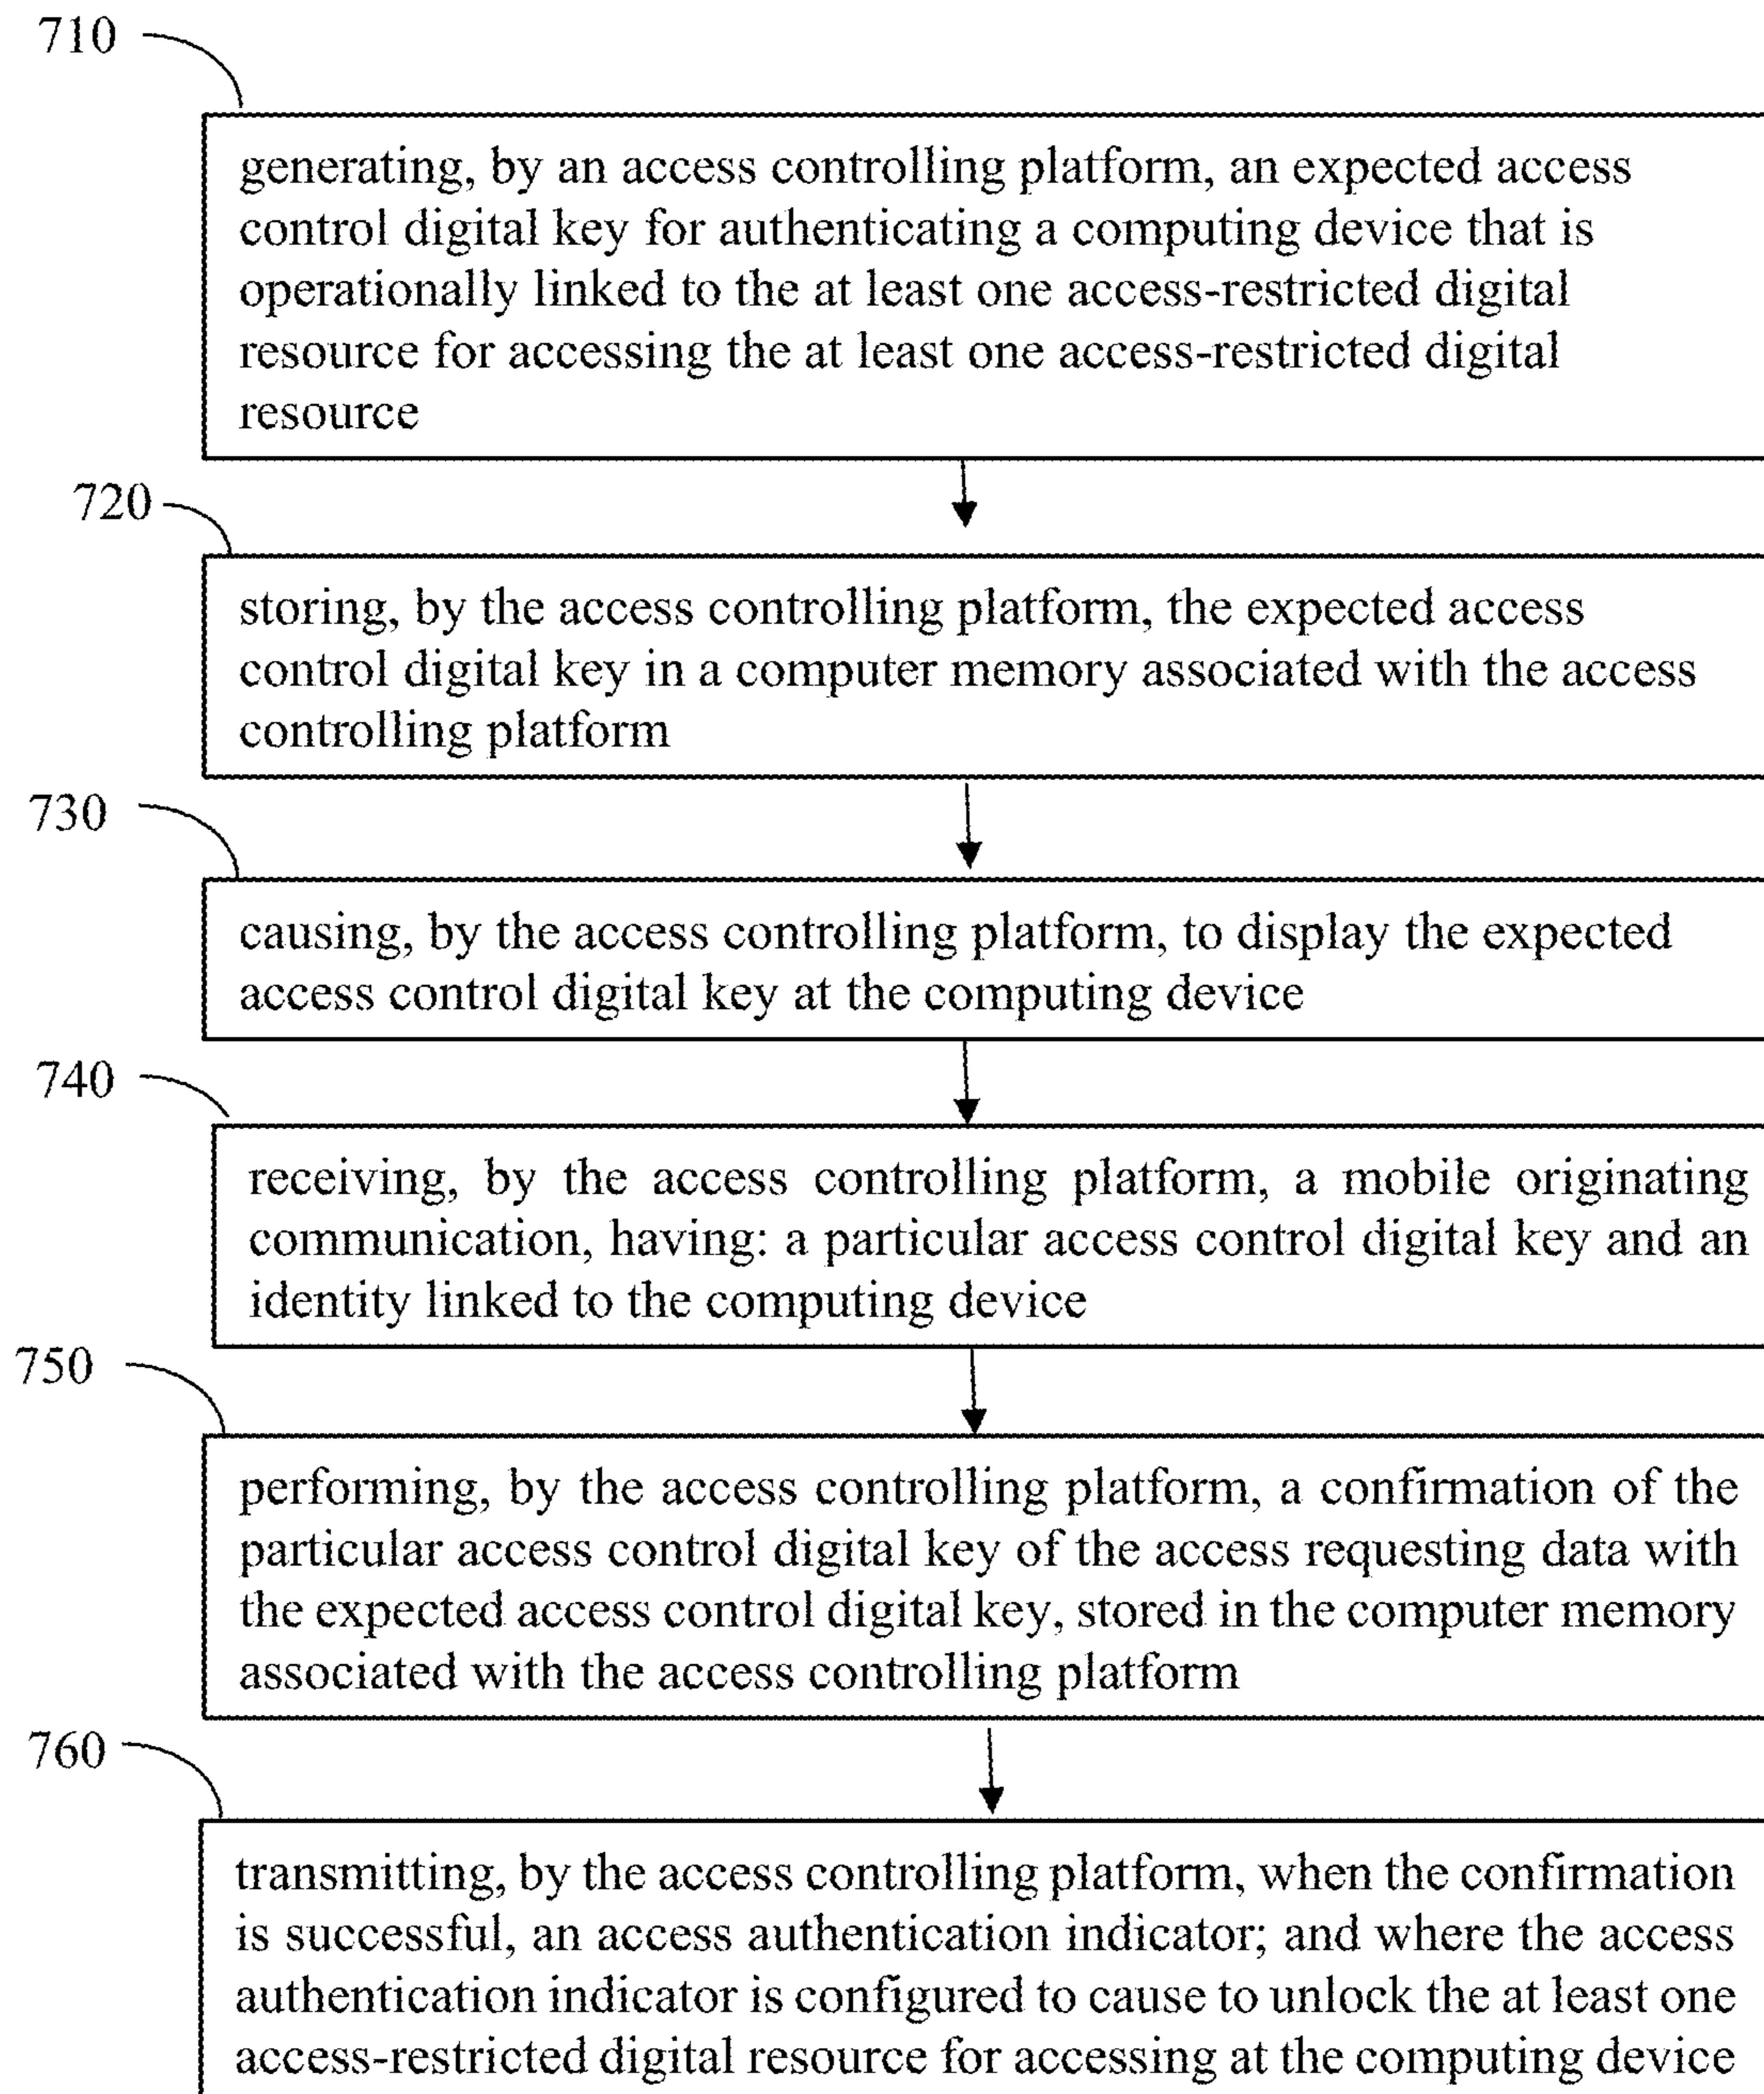 710
generating, by an access controlling platform, an expected access
control digital key for authenticating a computing device that is
operationally linked to the at least one access-restricted digital
resource for accessing the at least one access-restricted digital
resource
720
storing, by the access controlling platform, the expected access
control digital key in a computer memory associated with the access
controlling platform
730
causing, by the access controlling platform, to display the expected
access control digital key at the computing device
740
receiving, by the access controlling platform, a mobile originating
communication, having: a particular access control digital key and an
identity linked to the computing device
750
performing, by the access controlling platform, a confirmation of the
particular access control digital key of the access requesting data with
the expected access control digital key, stored in the computer memory
associated with the access controlling platform
760
transmitting, by the access controlling platform, when the confirmation
is successful, an access authentication indicator; and where the access
authentication indicator is configured to cause to unlock the at least one
access-restricted digital resource for accessing at the computing device